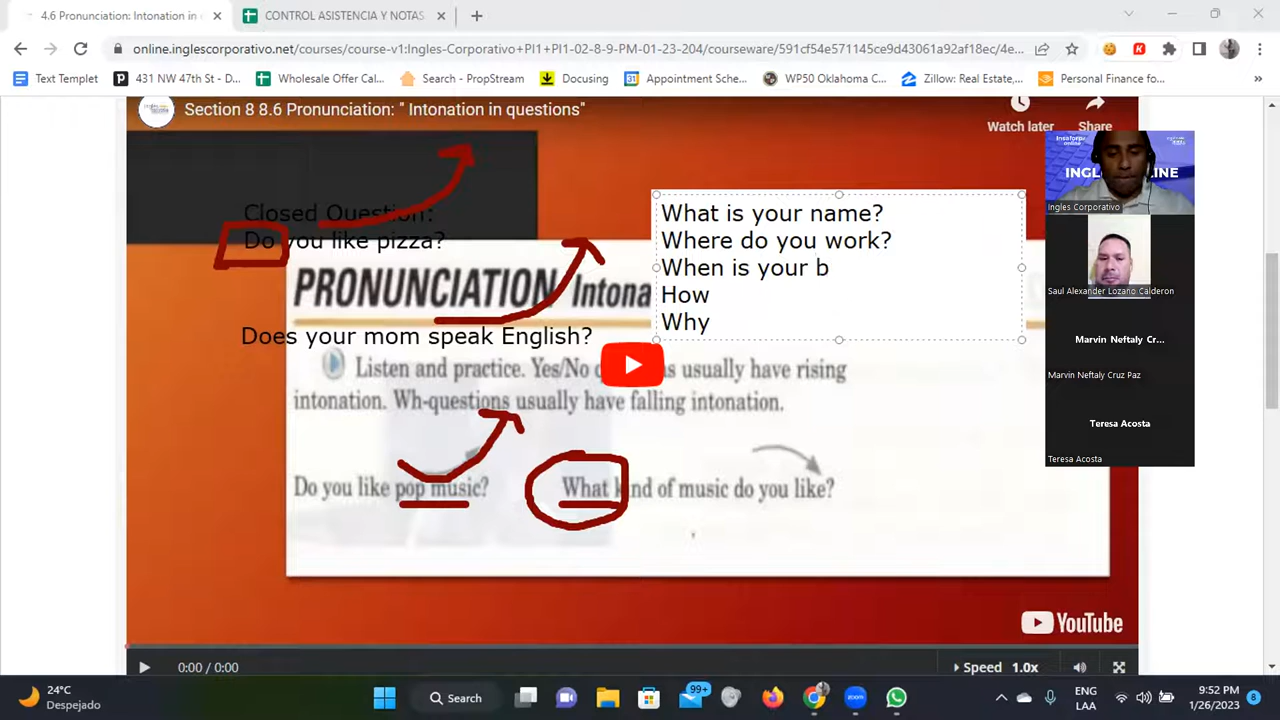 4.6 Pronunciation: Intonation in
CONTROL ASISTENCIA Y NOTAS
online.inglescorporativo.net/courses/course-v1:Ingles-Corporativo+PI1+PI1-02-8-9-PM-01-23-204/courseware/591cf54e571145ce9d43061a92af18ec/4e...
Text Templet
431 NW 47th St - D...
Wholesale Offer Cal...
Search - PropStream
Docusing
Appointment Sche...
WP50 Oklahoma C...
Zillow: Real Estate,...
Personal Finance fo...
Section 8 8.6 Pronunciation: " Intonation in questions"
Watch later
Share
Closed Question:
Do you like pizza?
What is your name?
Where do you work?
When is your b
How
Why
PRONUNCIATION Intona
Does your mom speak English?
Listen and practice. Yes/No usually have rising
intonation. Wh-questions usually have falling intonation.
Do you like pop music?
What kind of music do you like?
Ingles Corporativo
Saul Alexander Lozano Calderon
Marvin Neftaly Cr...
Marvin Neftaly Cruz Paz
Teresa Acosta
Teresa Acosta
YouTube
0:00 / 0:00
Speed 1.0x
24°C
Despejado
Search
99+
ENG
LAA
9:52 PM
1/26/2023
8